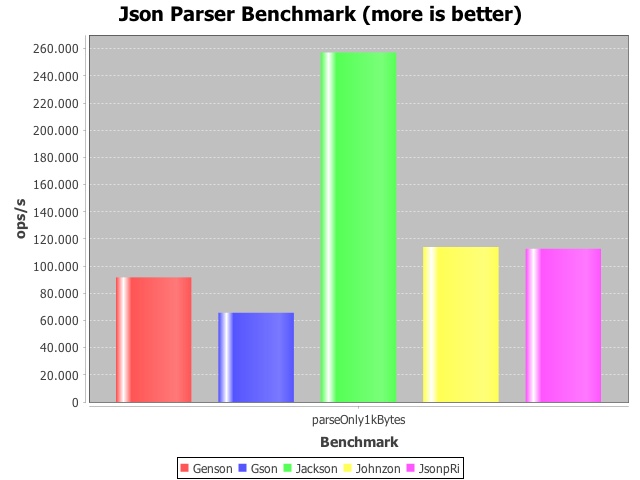 Json Parser Benchmark (more is better)
260.000
240.000
220.000
200.000
180.000
160.000
140.000
120.000
100.000
80.000
60.000
40.000
20.000
0
ops/s
parseOnly1kBytes
Benchmark
Genson Gson Jackson Johnzon JsonpRi